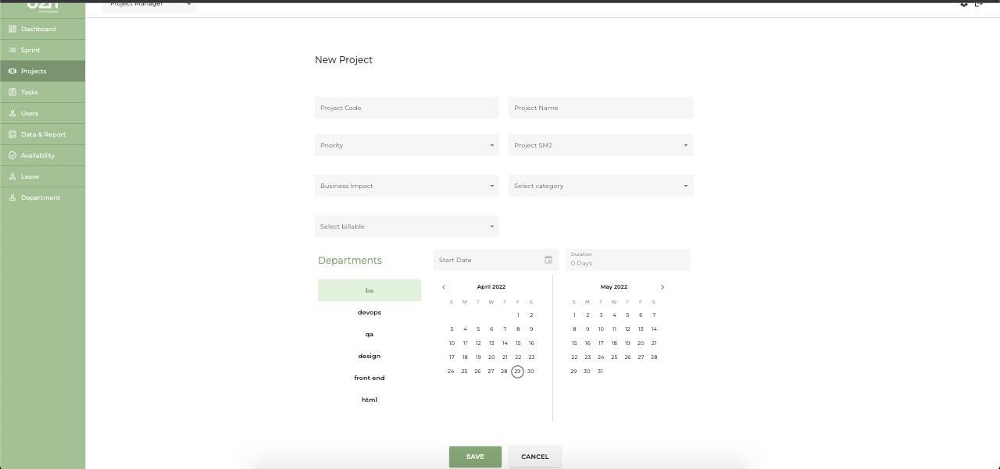 Project Manager
Dashboard
Sprint
Projects
Tasks
Users
Data & Report
Availability
Leave
Department
New Project
Project Code
Project Name
Priority
Project SMJ
Business Impact
Select category
Select billable
Departments
Start Date
Duration
0 Days
ba
devops
qa
design
front end
html
April 2022
S M T W T F S
1 2
3 4 5 6 7 8 9
10 11 12 13 14 15 16
17 18 19 20 21 22 23
24 25 26 27 28 29 30
May 2022
S M T W T F S
1 2 3 4 5 6 7
8 9 10 11 12 13 14
15 16 17 18 19 20 21
22 23 24 25 26 27 28
29 30 31
SAVE
CANCEL